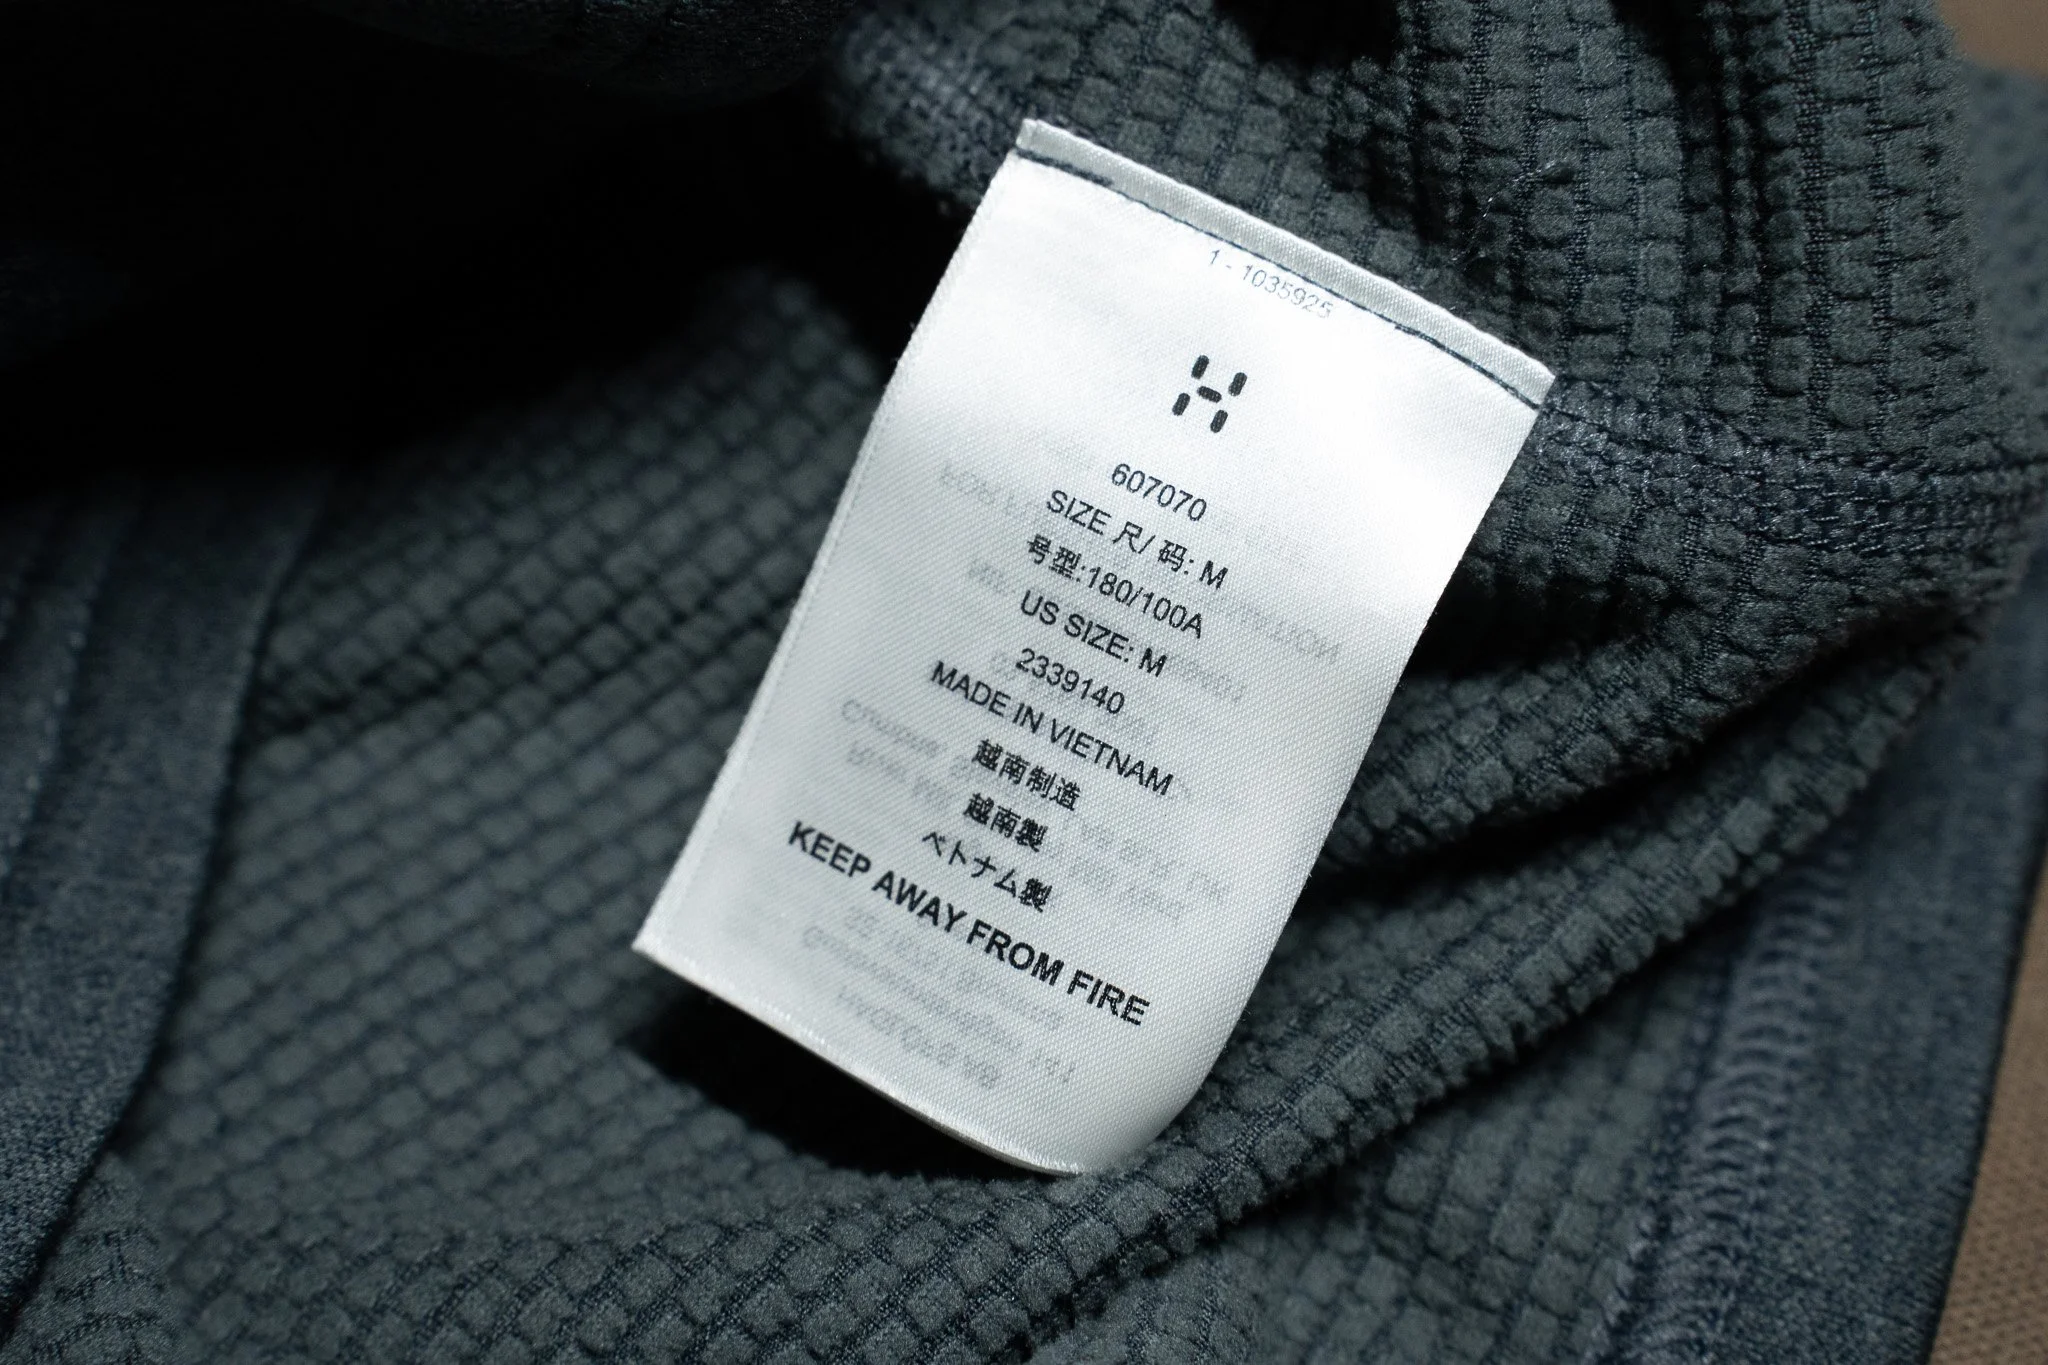 1 - 1035925
607070
SIZE 尺/ 码: M
号型:180/100A
US SIZE: M
2339140
MADE IN VIETNAM
越南制造
越南製
ベトナム製
KEEP AWAY FROM FIRE